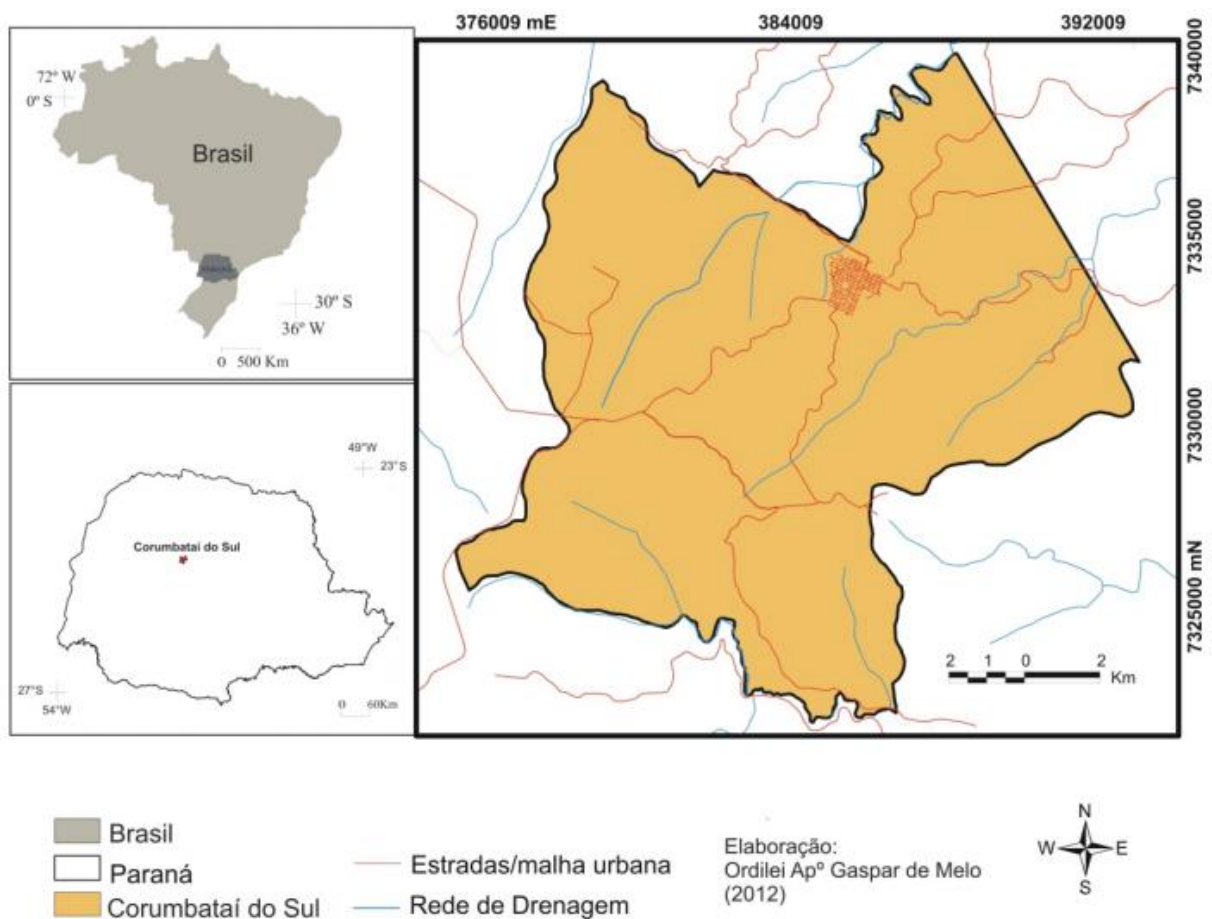 376009 mE 384009 392009
7340000
7335000
7330000
7325000 mN
72° W
0° S
Brasil
30° S
36° W
0 500 Km
49°W
23°S
Corumbataí do Sul
27°S
54°W
0 60Km
2 1 0 2
Km
Brasil
Paraná
Corumbataí do Sul
Estradas/malha urbana
Rede de Drenagem
Elaboração:
Ordilei Apº Gaspar de Melo
(2012)
N
W E
S